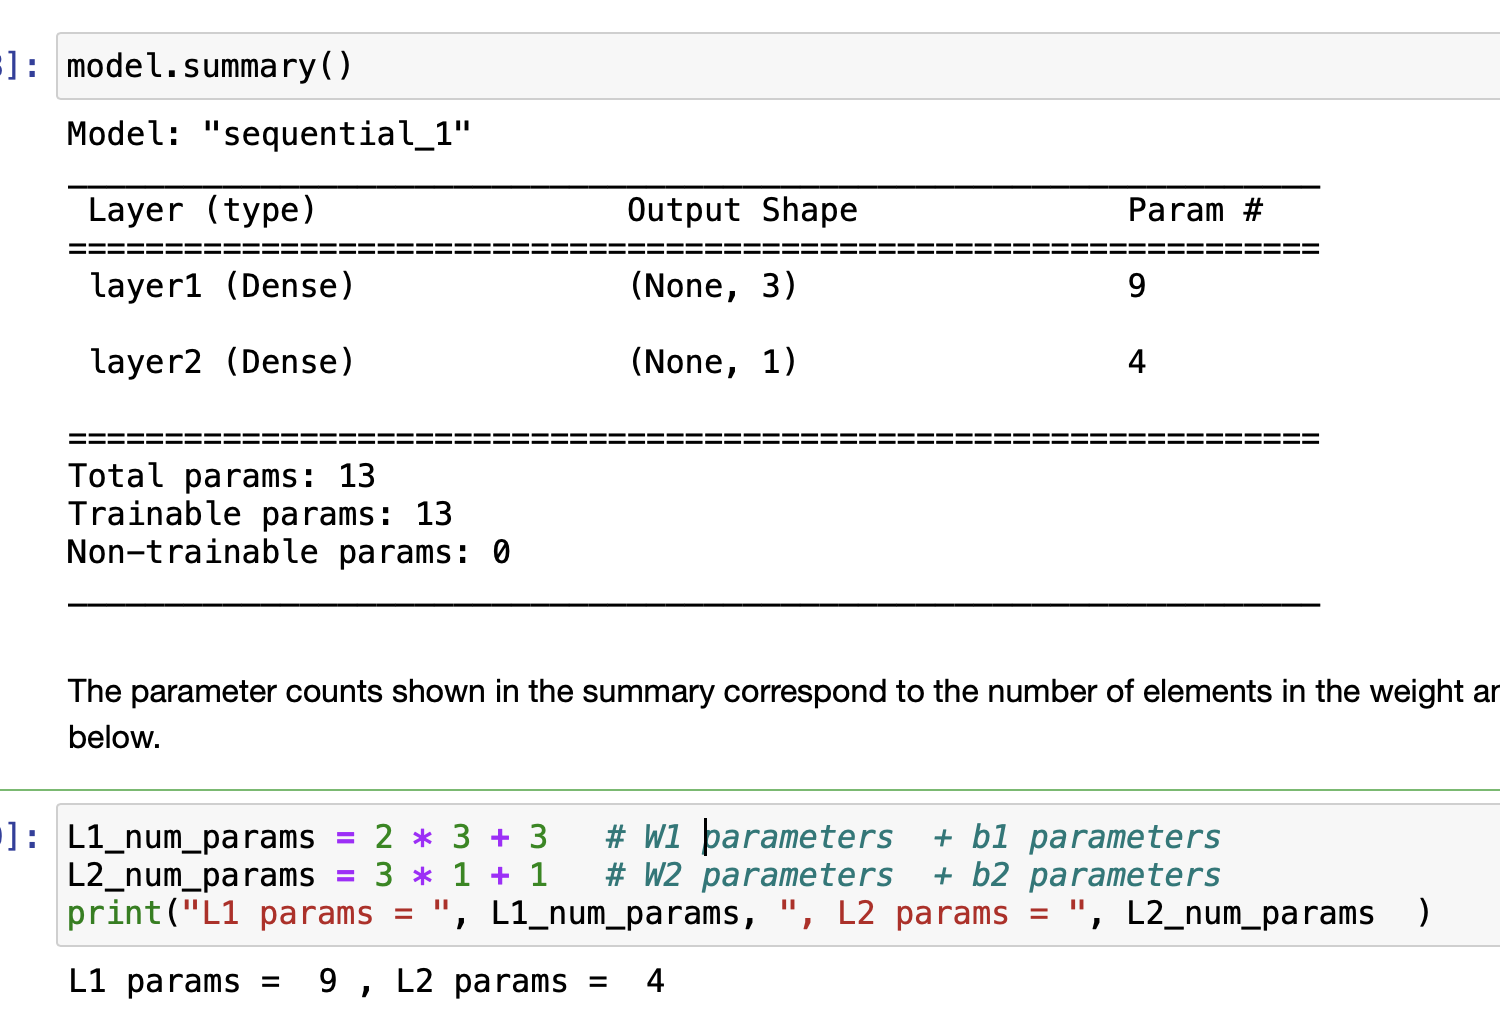 ]:
model.summary()
Model: "sequential_1"
Layer (type) Output Shape Param #
=================================================================
layer1 (Dense) (None, 3) 9
layer2 (Dense) (None, 1) 4
=================================================================
Total params: 13
Trainable params: 13
Non-trainable params: 0
The parameter counts shown in the summary correspond to the number of elements in the weight
below.
]:
L1_num_params = 2 * 3 + 3   # W1 parameters  + b1 parameters
L2_num_params = 3 * 1 + 1   # W2 parameters  + b2 parameters
print("L1 params = ", L1_num_params, ", L2 params = ", L2_num_params  )
L1 params =  9 , L2 params =  4